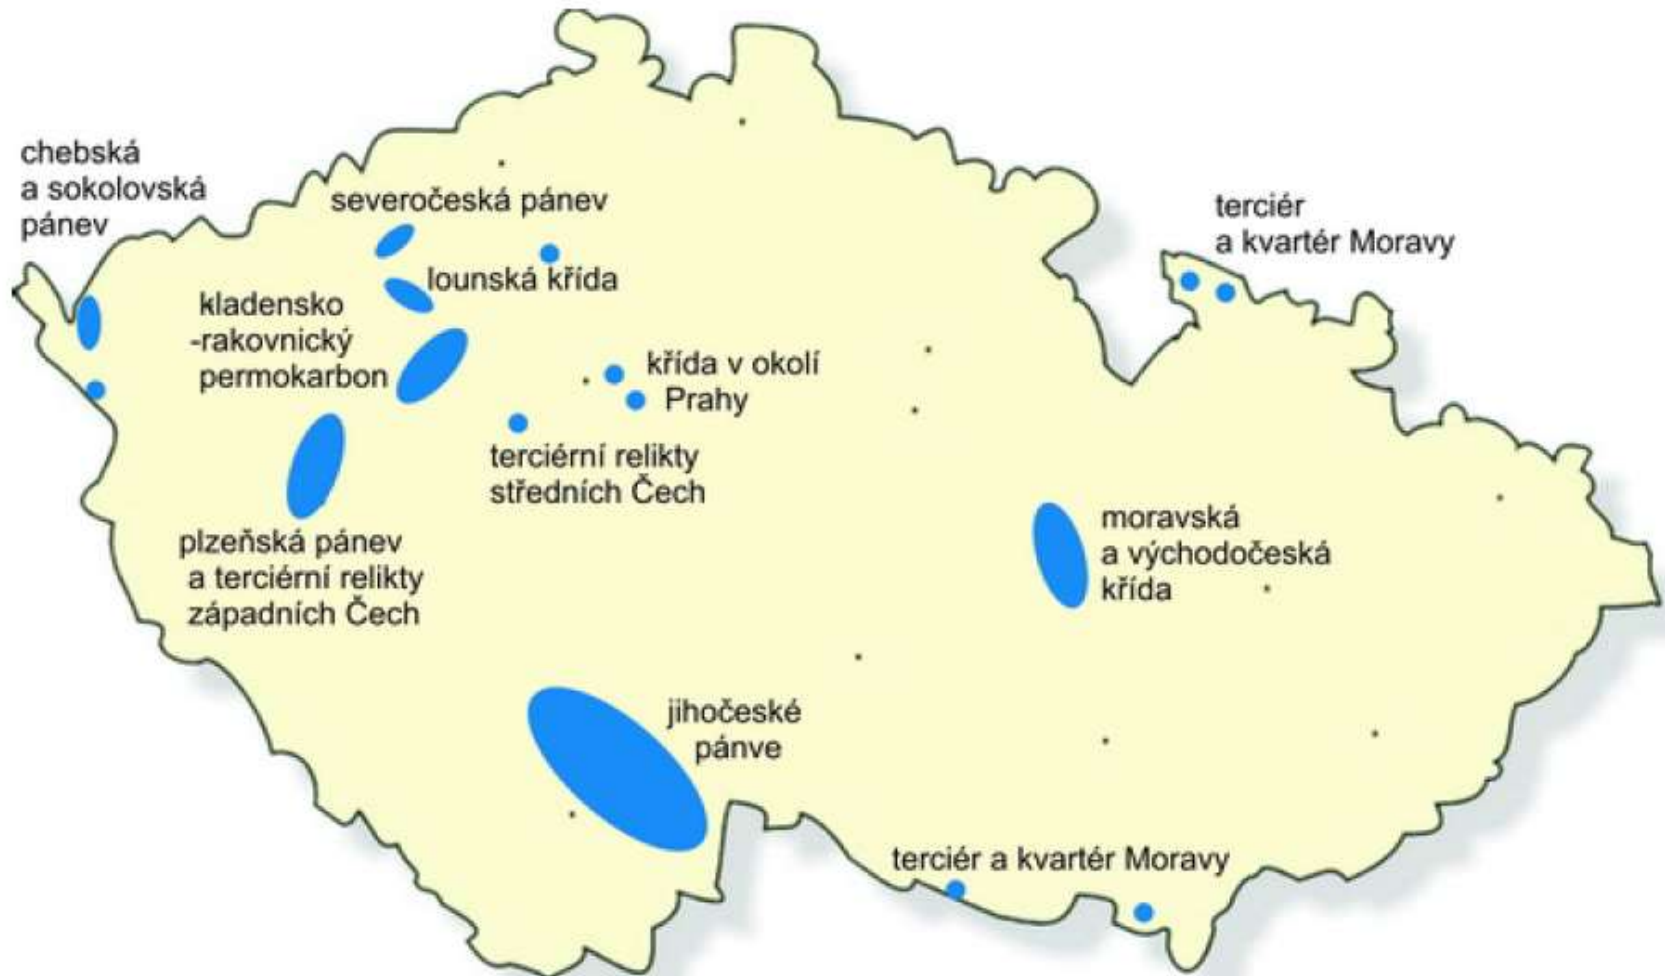 chebská
a sokolovská
pánev
severočeská pánev
terciér
a kvartér Moravy
lounská křída
kladensko
-rakovnický
permokarbon
křída v okolí
Prahy
terciérní relikty
středních Čech
moravská
a východočeská
křída
plzeňská pánev
a terciérní relikty
západních Čech
jihočeské
pánve
terciér a kvartér Moravy